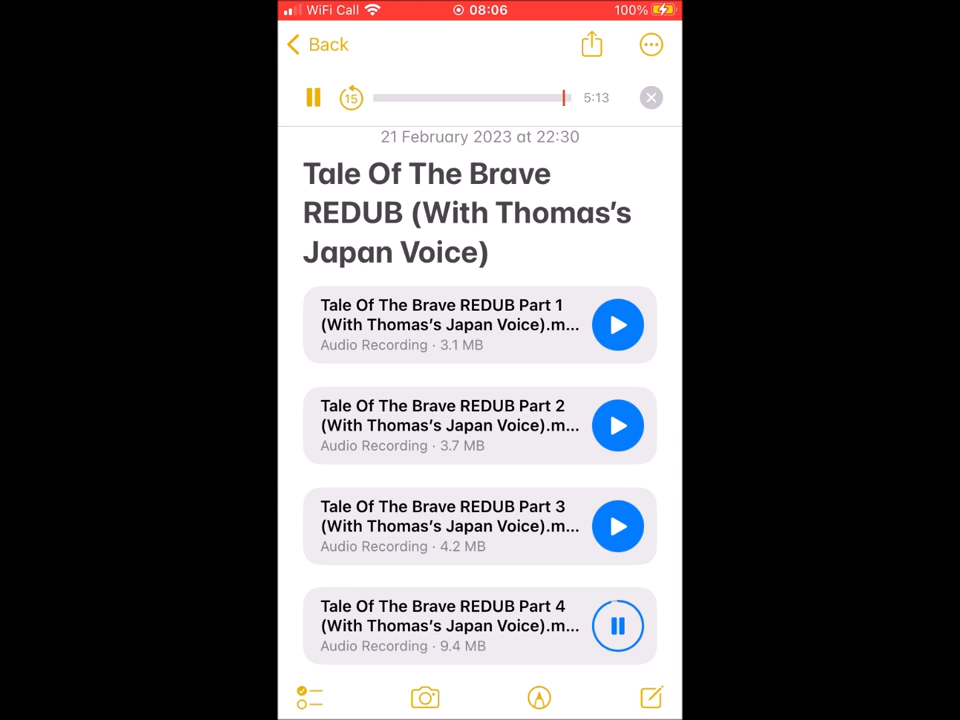 WiFi Call 08:06 100%
Back
15 5:13
21 February 2023 at 22:30
Tale Of The Brave
REDUB (With Thomas’s
Japan Voice)
Tale Of The Brave REDUB Part 1
(With Thomas’s Japan Voice).m...
Audio Recording · 3.1 MB
Tale Of The Brave REDUB Part 2
(With Thomas’s Japan Voice).m...
Audio Recording · 3.7 MB
Tale Of The Brave REDUB Part 3
(With Thomas’s Japan Voice).m...
Audio Recording · 4.2 MB
Tale Of The Brave REDUB Part 4
(With Thomas’s Japan Voice).m...
Audio Recording · 9.4 MB